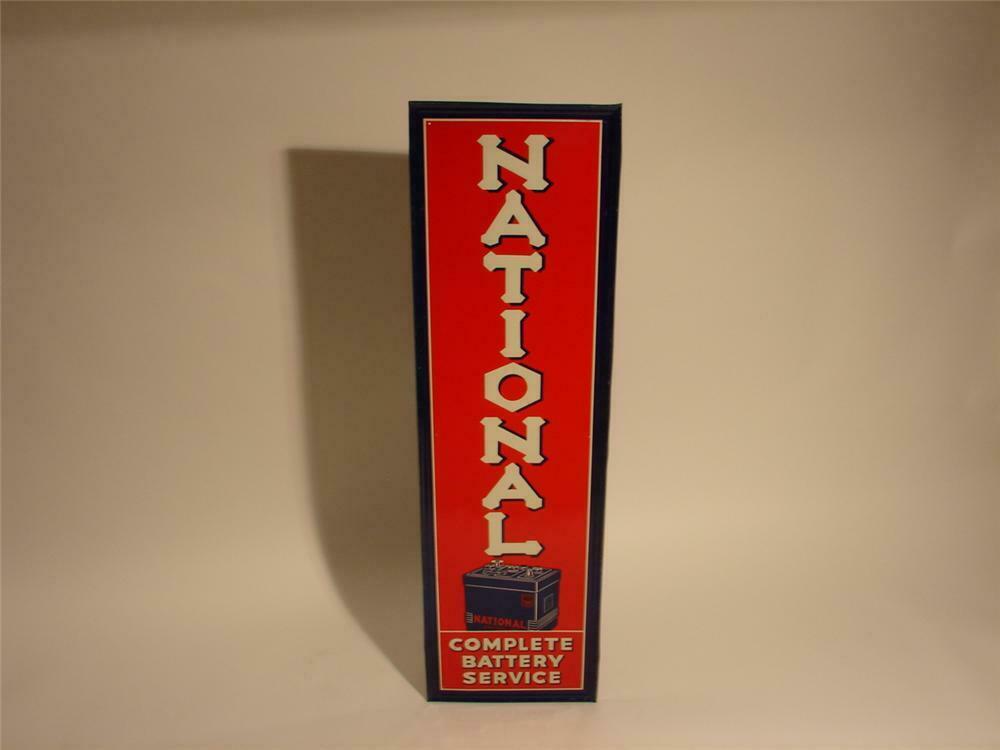 NATIONAL
NATIONAL
COMPLETE
BATTERY
SERVICE